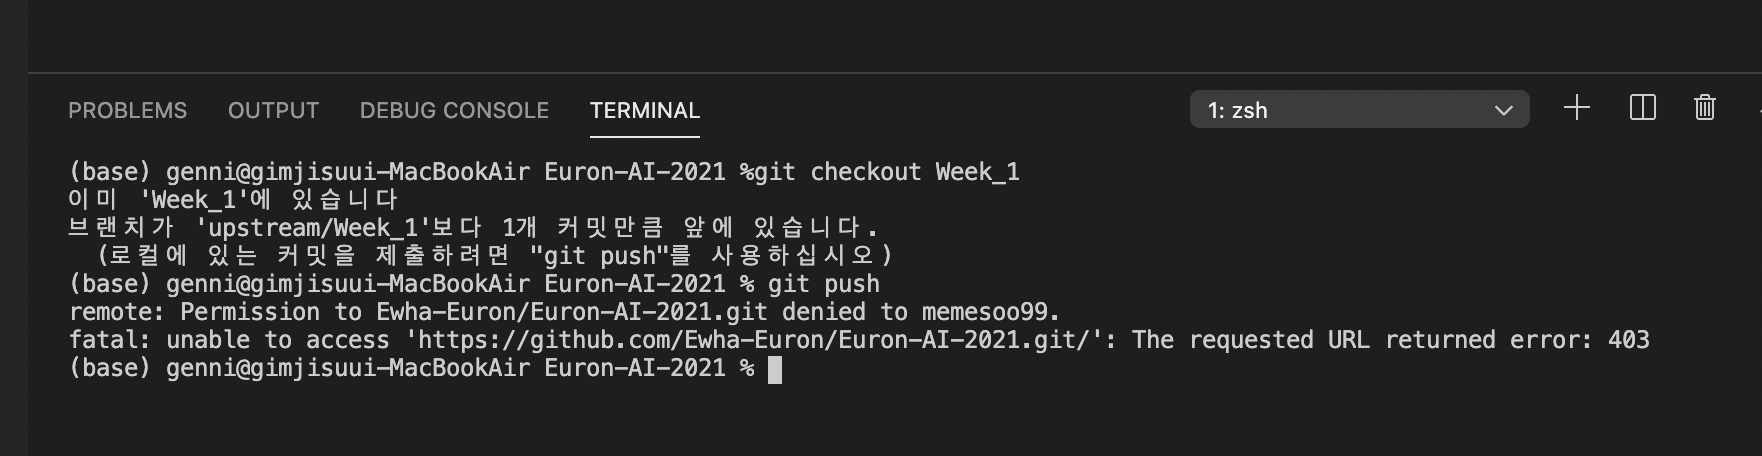 PROBLEMS OUTPUT DEBUG CONSOLE TERMINAL 1: zsh
(base) genni@gimjisuui-MacBookAir Euron-AI-2021 %git checkout Week_1
이미 'Week_1'에 있습니다
브랜치가 'upstream/Week_1'보다 1개 커밋만큼 앞에 있습니다.
(로컬에 있는 커밋을 제출하려면 "git push"를 사용하십시오)
(base) genni@gimjisuui-MacBookAir Euron-AI-2021 % git push
remote: Permission to Ewha-Euron/Euron-AI-2021.git denied to memesoo99.
fatal: unable to access 'https://github.com/Ewha-Euron/Euron-AI-2021.git/': The requested URL returned error: 403
(base) genni@gimjisuui-MacBookAir Euron-AI-2021 %